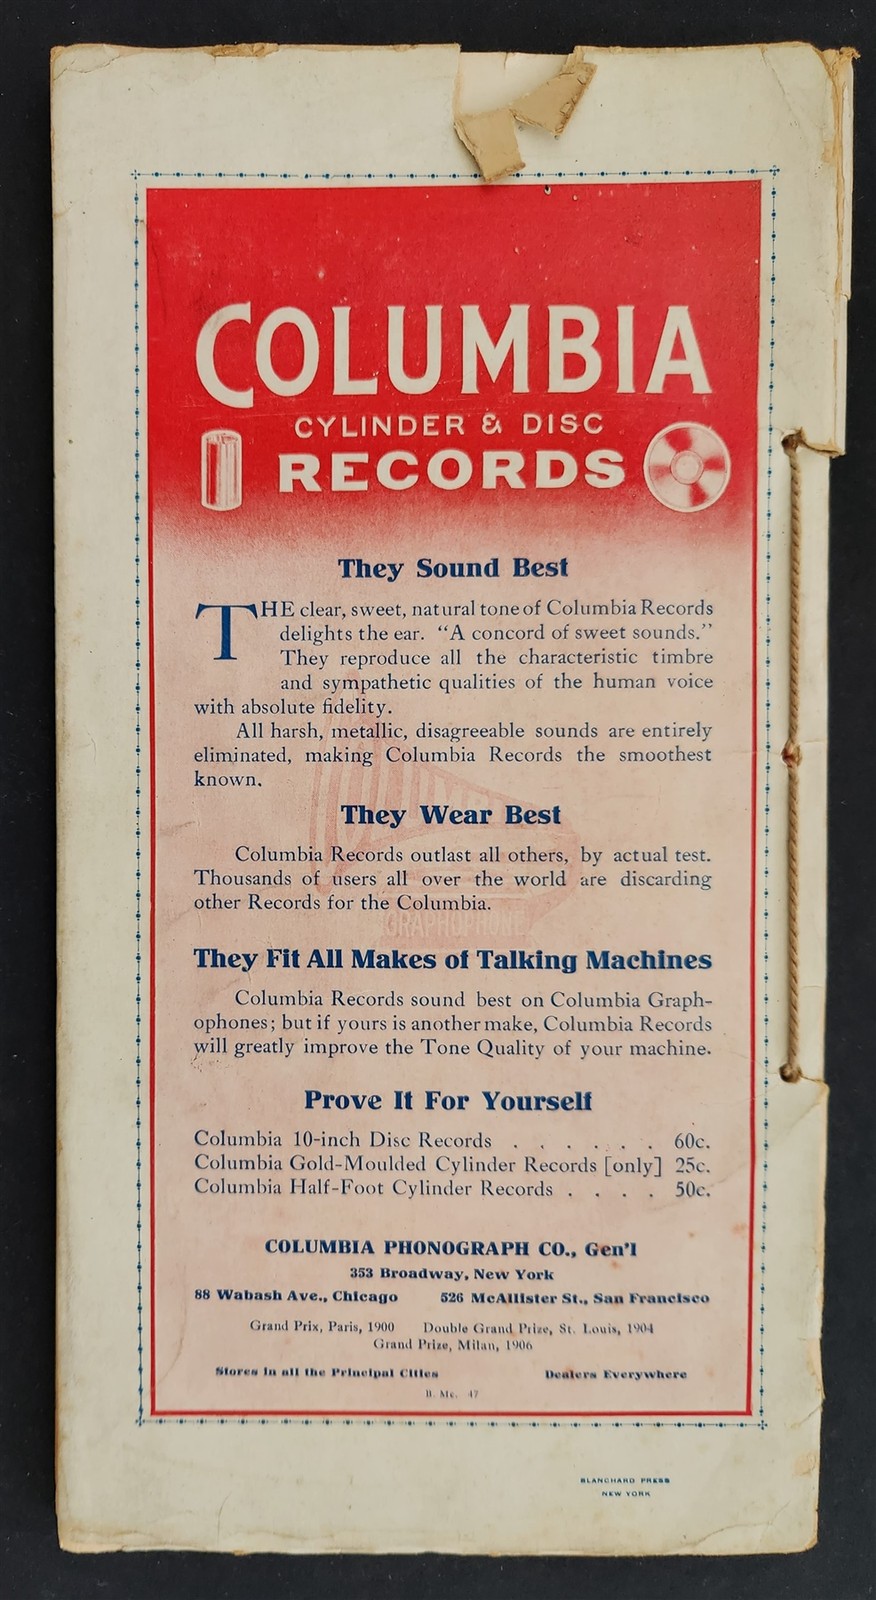 COLUMBIA
CYLINDER & DISC
RECORDS
They Sound Best
THE clear, sweet, natural tone of Columbia Records
delights the ear. "A concord of sweet sounds."
They reproduce all the characteristic timbre
and sympathetic qualities of the human voice
with absolute fidelity.
All harsh, metallic, disagreeable sounds are entirely
eliminated, making Columbia Records the smoothest
known.
They Wear Best
Columbia Records outlast all others, by actual test.
Thousands of users all over the world are discarding
other Records for the Columbia.
GRAPHOPHONE
They Fit All Makes of Talking Machines
Columbia Records sound best on Columbia Graph-
ophones; but if yours is another make, Columbia Records
will greatly improve the Tone Quality of your machine.
Prove It For Yourself
Columbia 10-inch Disc Records . . . . . . 60c.
Columbia Gold-Moulded Cylinder Records [only] 25c.
Columbia Half-Foot Cylinder Records . . . . 50c.
COLUMBIA PHONOGRAPH CO., Gen'l
353 Broadway, New York
88 Wabash Ave., Chicago 526 McAllister St., San Francisco
Grand Prix, Paris, 1900 Double Grand Prize, St. Louis, 1904
Grand Prize, Milan, 1906
Stores in all the Principal Cities Dealers Everywhere
B. Mc. 47
BLANCHARD PRESS
NEW YORK